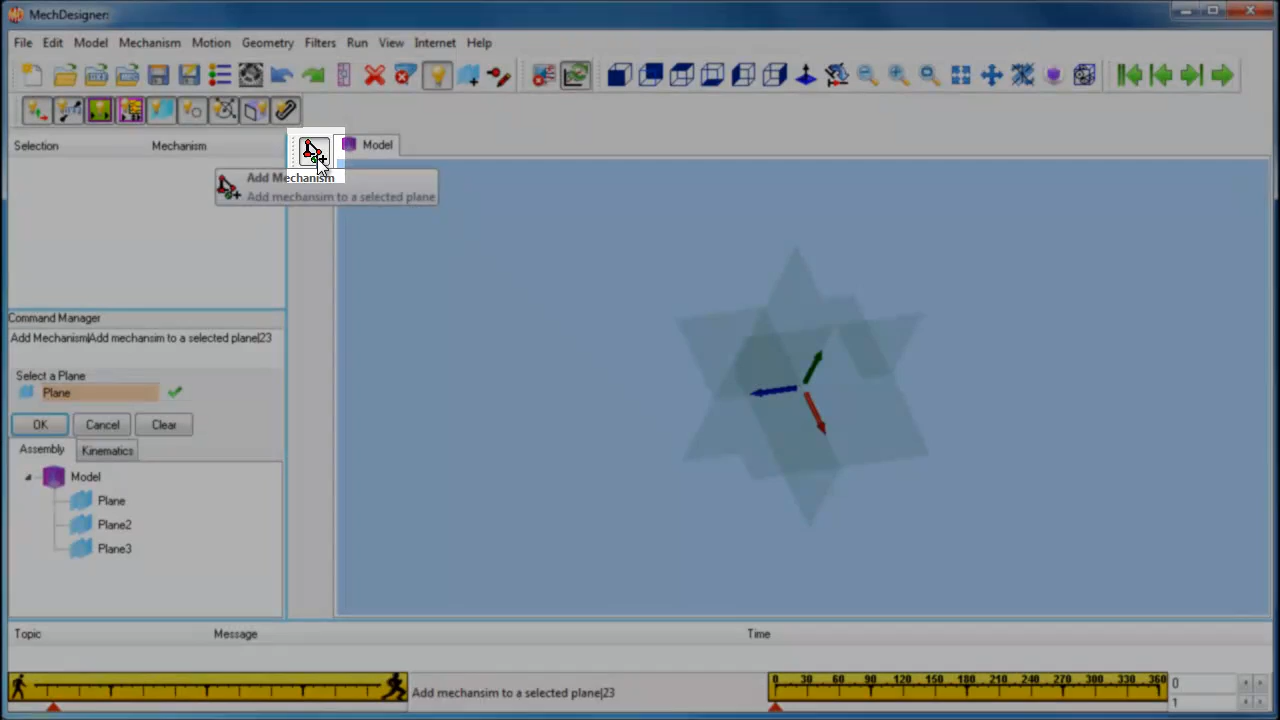 MechDesigner:
File Edit Model Mechanism Motion Geometry Filters Run View Internet Help
Selection Mechanism
Model
Add Mechanism
Add mechansim to a selected plane
Command Manager
Add Mechanism|Add mechansim to a selected plane|23
Select a Plane
Plane
OK Cancel Clear
Assembly Kinematics
Model
Plane
Plane2
Plane3
Topic Message Time
Add mechansim to a selected plane|23
0 30 60 90 120 150 180 210 240 270 300 330 360
0
1